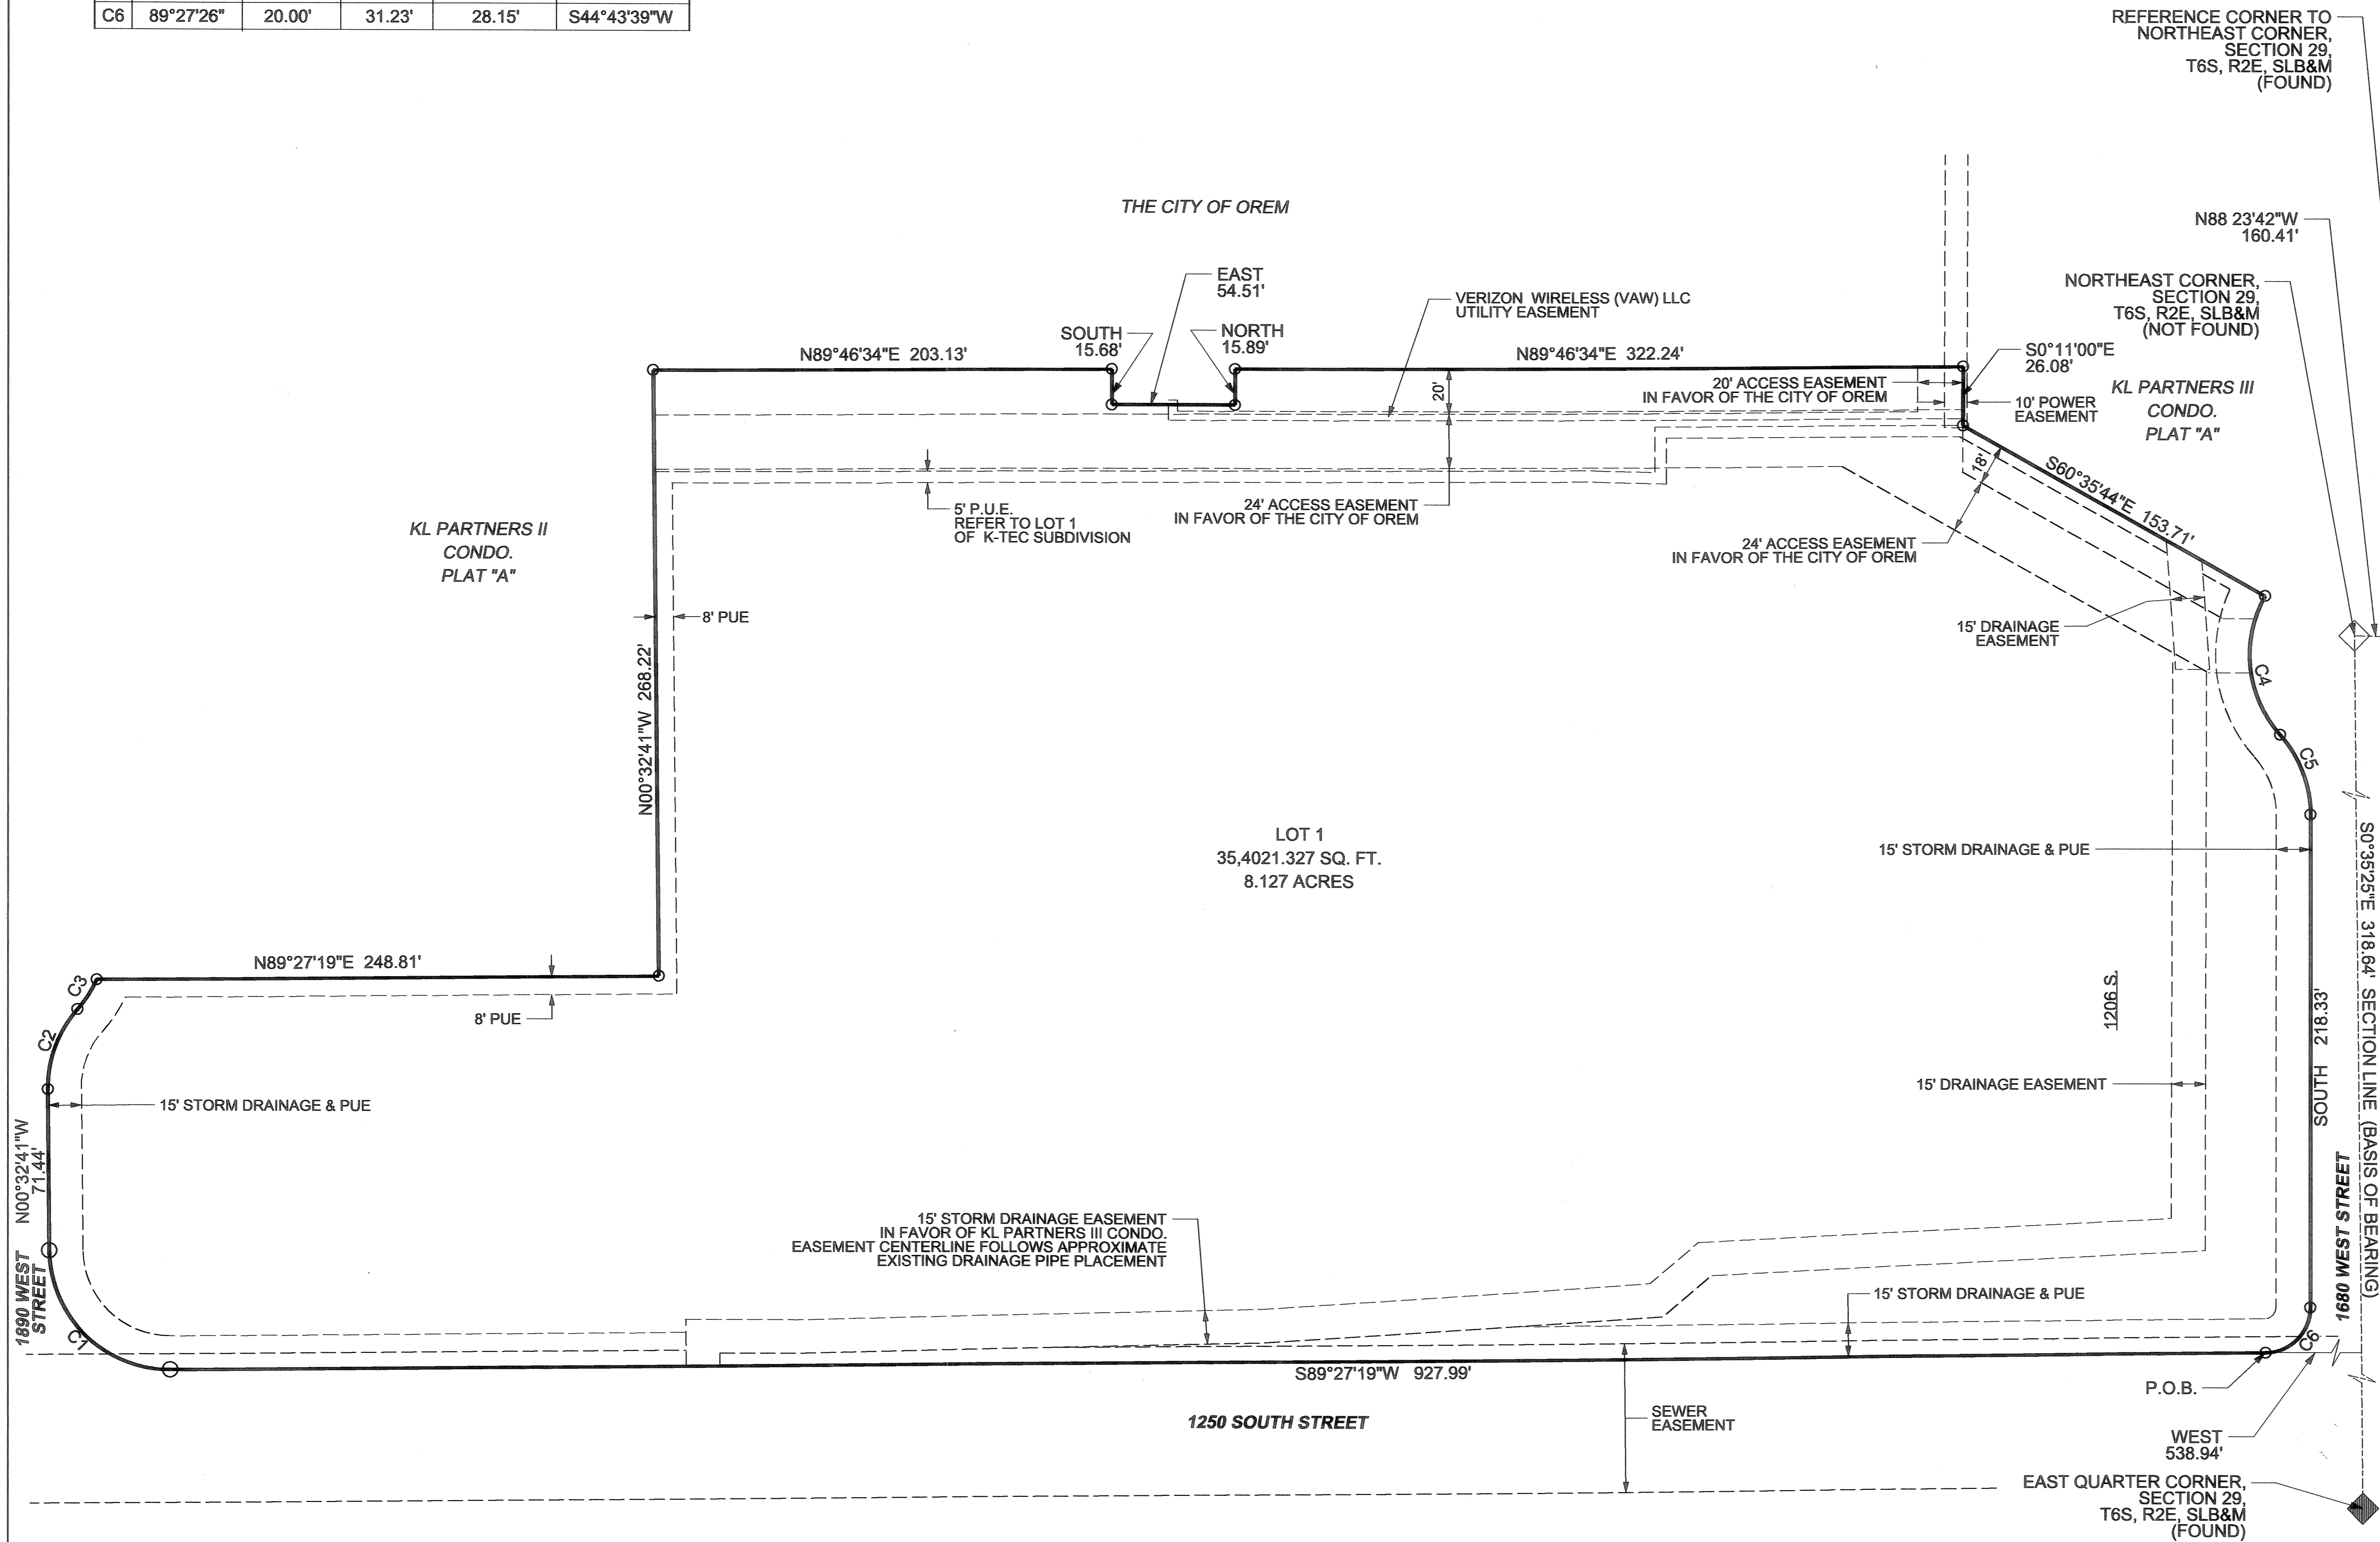 C6 89°27'26" 20.00' 31.23' 28.15' S44°43'39"W
REFERENCE CORNER TO
NORTHEAST CORNER,
SECTION 29,
T6S, R2E, SLB&M
(FOUND)
THE CITY OF OREM
N88 23'42"W
160.41'
NORTHEAST CORNER,
SECTION 29,
T6S, R2E, SLB&M
(NOT FOUND)
EAST
54.51'
VERIZON WIRELESS (VAW) LLC
UTILITY EASEMENT
SOUTH
15.68'
NORTH
15.89'
N89°46'34"E 203.13'
N89°46'34"E 322.24'
S0°11'00"E
26.08'
20'
20' ACCESS EASEMENT
IN FAVOR OF THE CITY OF OREM
10' POWER
EASEMENT
KL PARTNERS III
CONDO.
PLAT "A"
S60°35'44"E 153.71'
18'
5' P.U.E.
REFER TO LOT 1
OF K-TEC SUBDIVISION
24' ACCESS EASEMENT
IN FAVOR OF THE CITY OF OREM
24' ACCESS EASEMENT
IN FAVOR OF THE CITY OF OREM
KL PARTNERS II
CONDO.
PLAT "A"
8' PUE
15' DRAINAGE
EASEMENT
C4
C5
N00°32'41"W 268.22'
LOT 1
35,4021.327 SQ. FT.
8.127 ACRES
15' STORM DRAINAGE & PUE
S0°35'25"E 318.64' SECTION LINE (BASIS OF BEARING)
N89°27'19"E 248.81'
C3
8' PUE
C2
1206 S.
SOUTH 218.33'
15' DRAINAGE EASEMENT
15' STORM DRAINAGE & PUE
N00°32'41"W
71.44'
1890 WEST
STREET
C1
1680 WEST STREET
15' STORM DRAINAGE EASEMENT
IN FAVOR OF KL PARTNERS III CONDO.
EASEMENT CENTERLINE FOLLOWS APPROXIMATE
EXISTING DRAINAGE PIPE PLACEMENT
15' STORM DRAINAGE & PUE
C6
S89°27'19"W 927.99'
P.O.B.
1250 SOUTH STREET
SEWER
EASEMENT
WEST
538.94'
EAST QUARTER CORNER,
SECTION 29,
T6S, R2E, SLB&M
(FOUND)